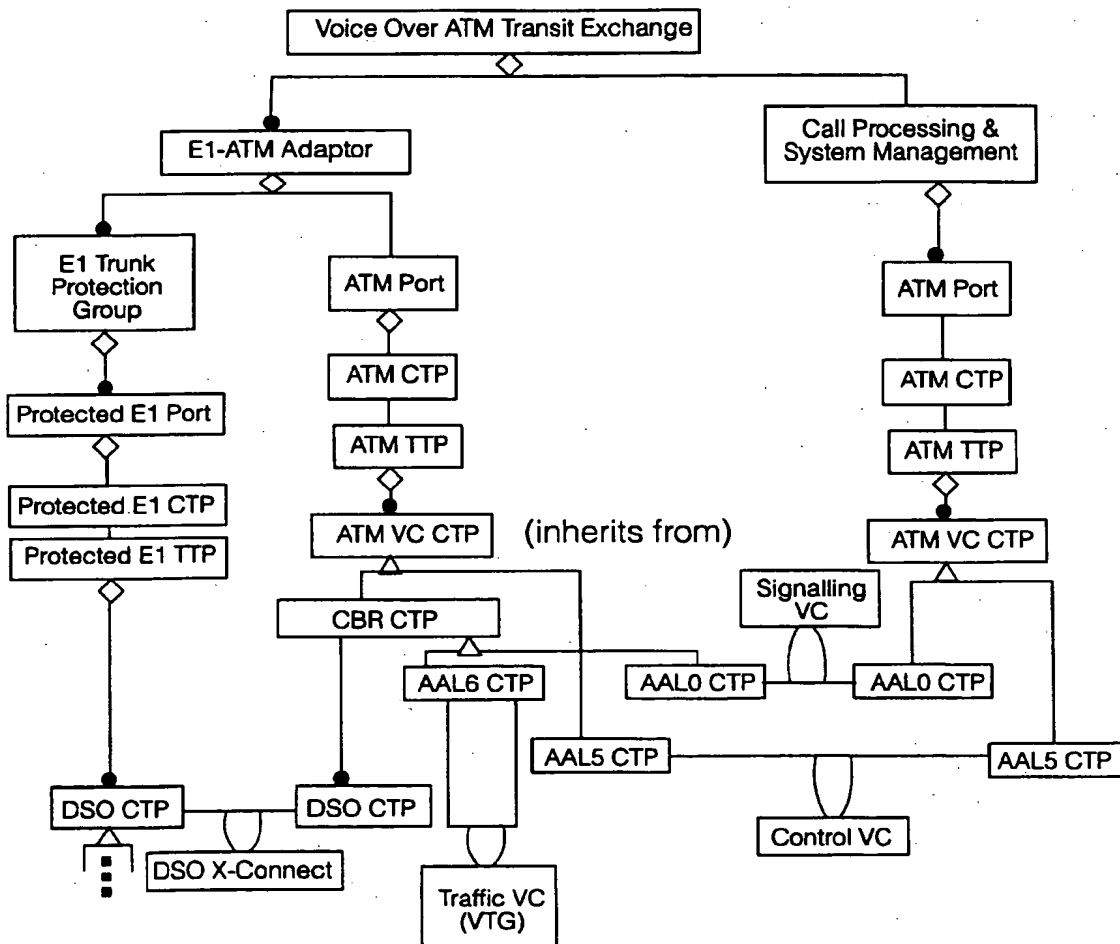 Voice Over ATM Transit Exchange
E1-ATM Adaptor
Call Processing &
System Management
E1 Trunk
Protection
Group
ATM Port
ATM Port
ATM CTP
ATM CTP
Protected E1 Port
ATM TTP
ATM TTP
Protected E1 CTP
ATM VC CTP
(inherits from)
ATM VC CTP
Protected E1 TTP
Signalling
VC
CBR CTP
AAL6 CTP
AAL0 CTP
AAL0 CTP
AAL5 CTP
AAL5 CTP
DSO CTP
DSO CTP
Control VC
DSO X-Connect
Traffic VC
(VTG)